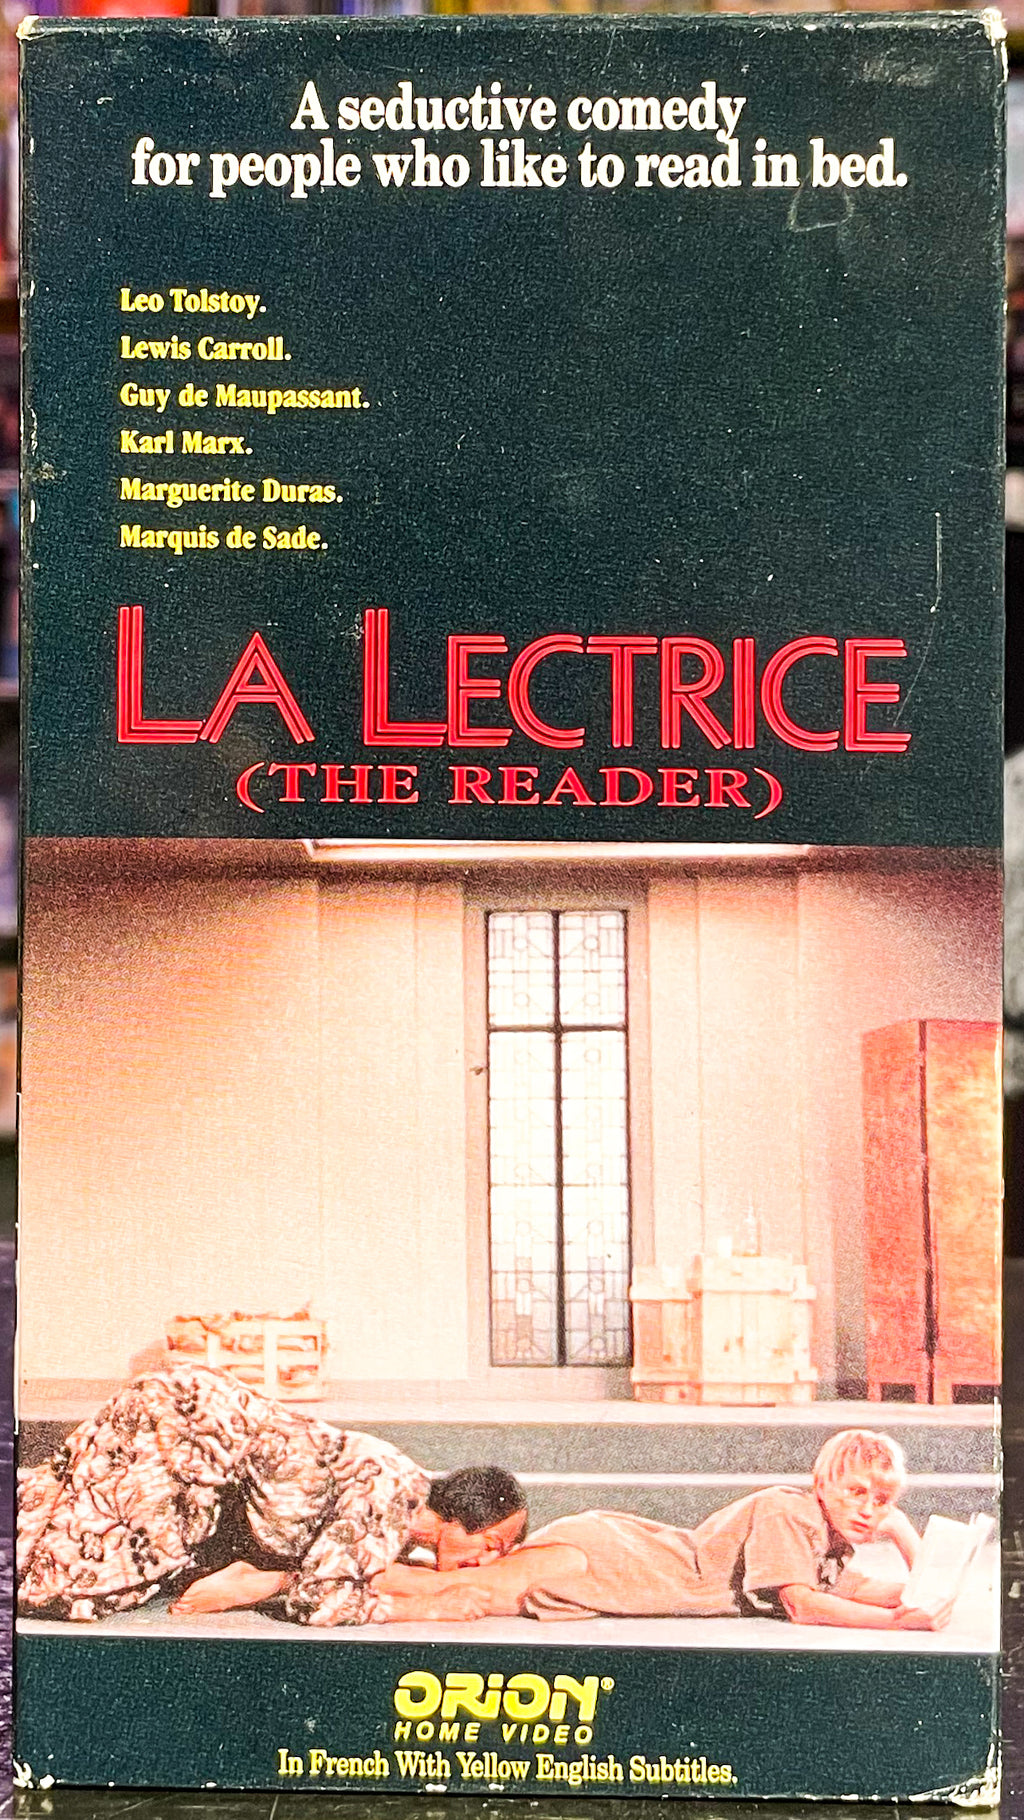 A seductive comedy
for people who like to read in bed.
Leo Tolstoy.
Lewis Carroll.
Guy de Maupassant.
Karl Marx.
Marguerite Duras.
Marquis de Sade.
LA LECTRICE
(THE READER)
ORION®
HOME VIDEO
In French With Yellow English Subtitles.